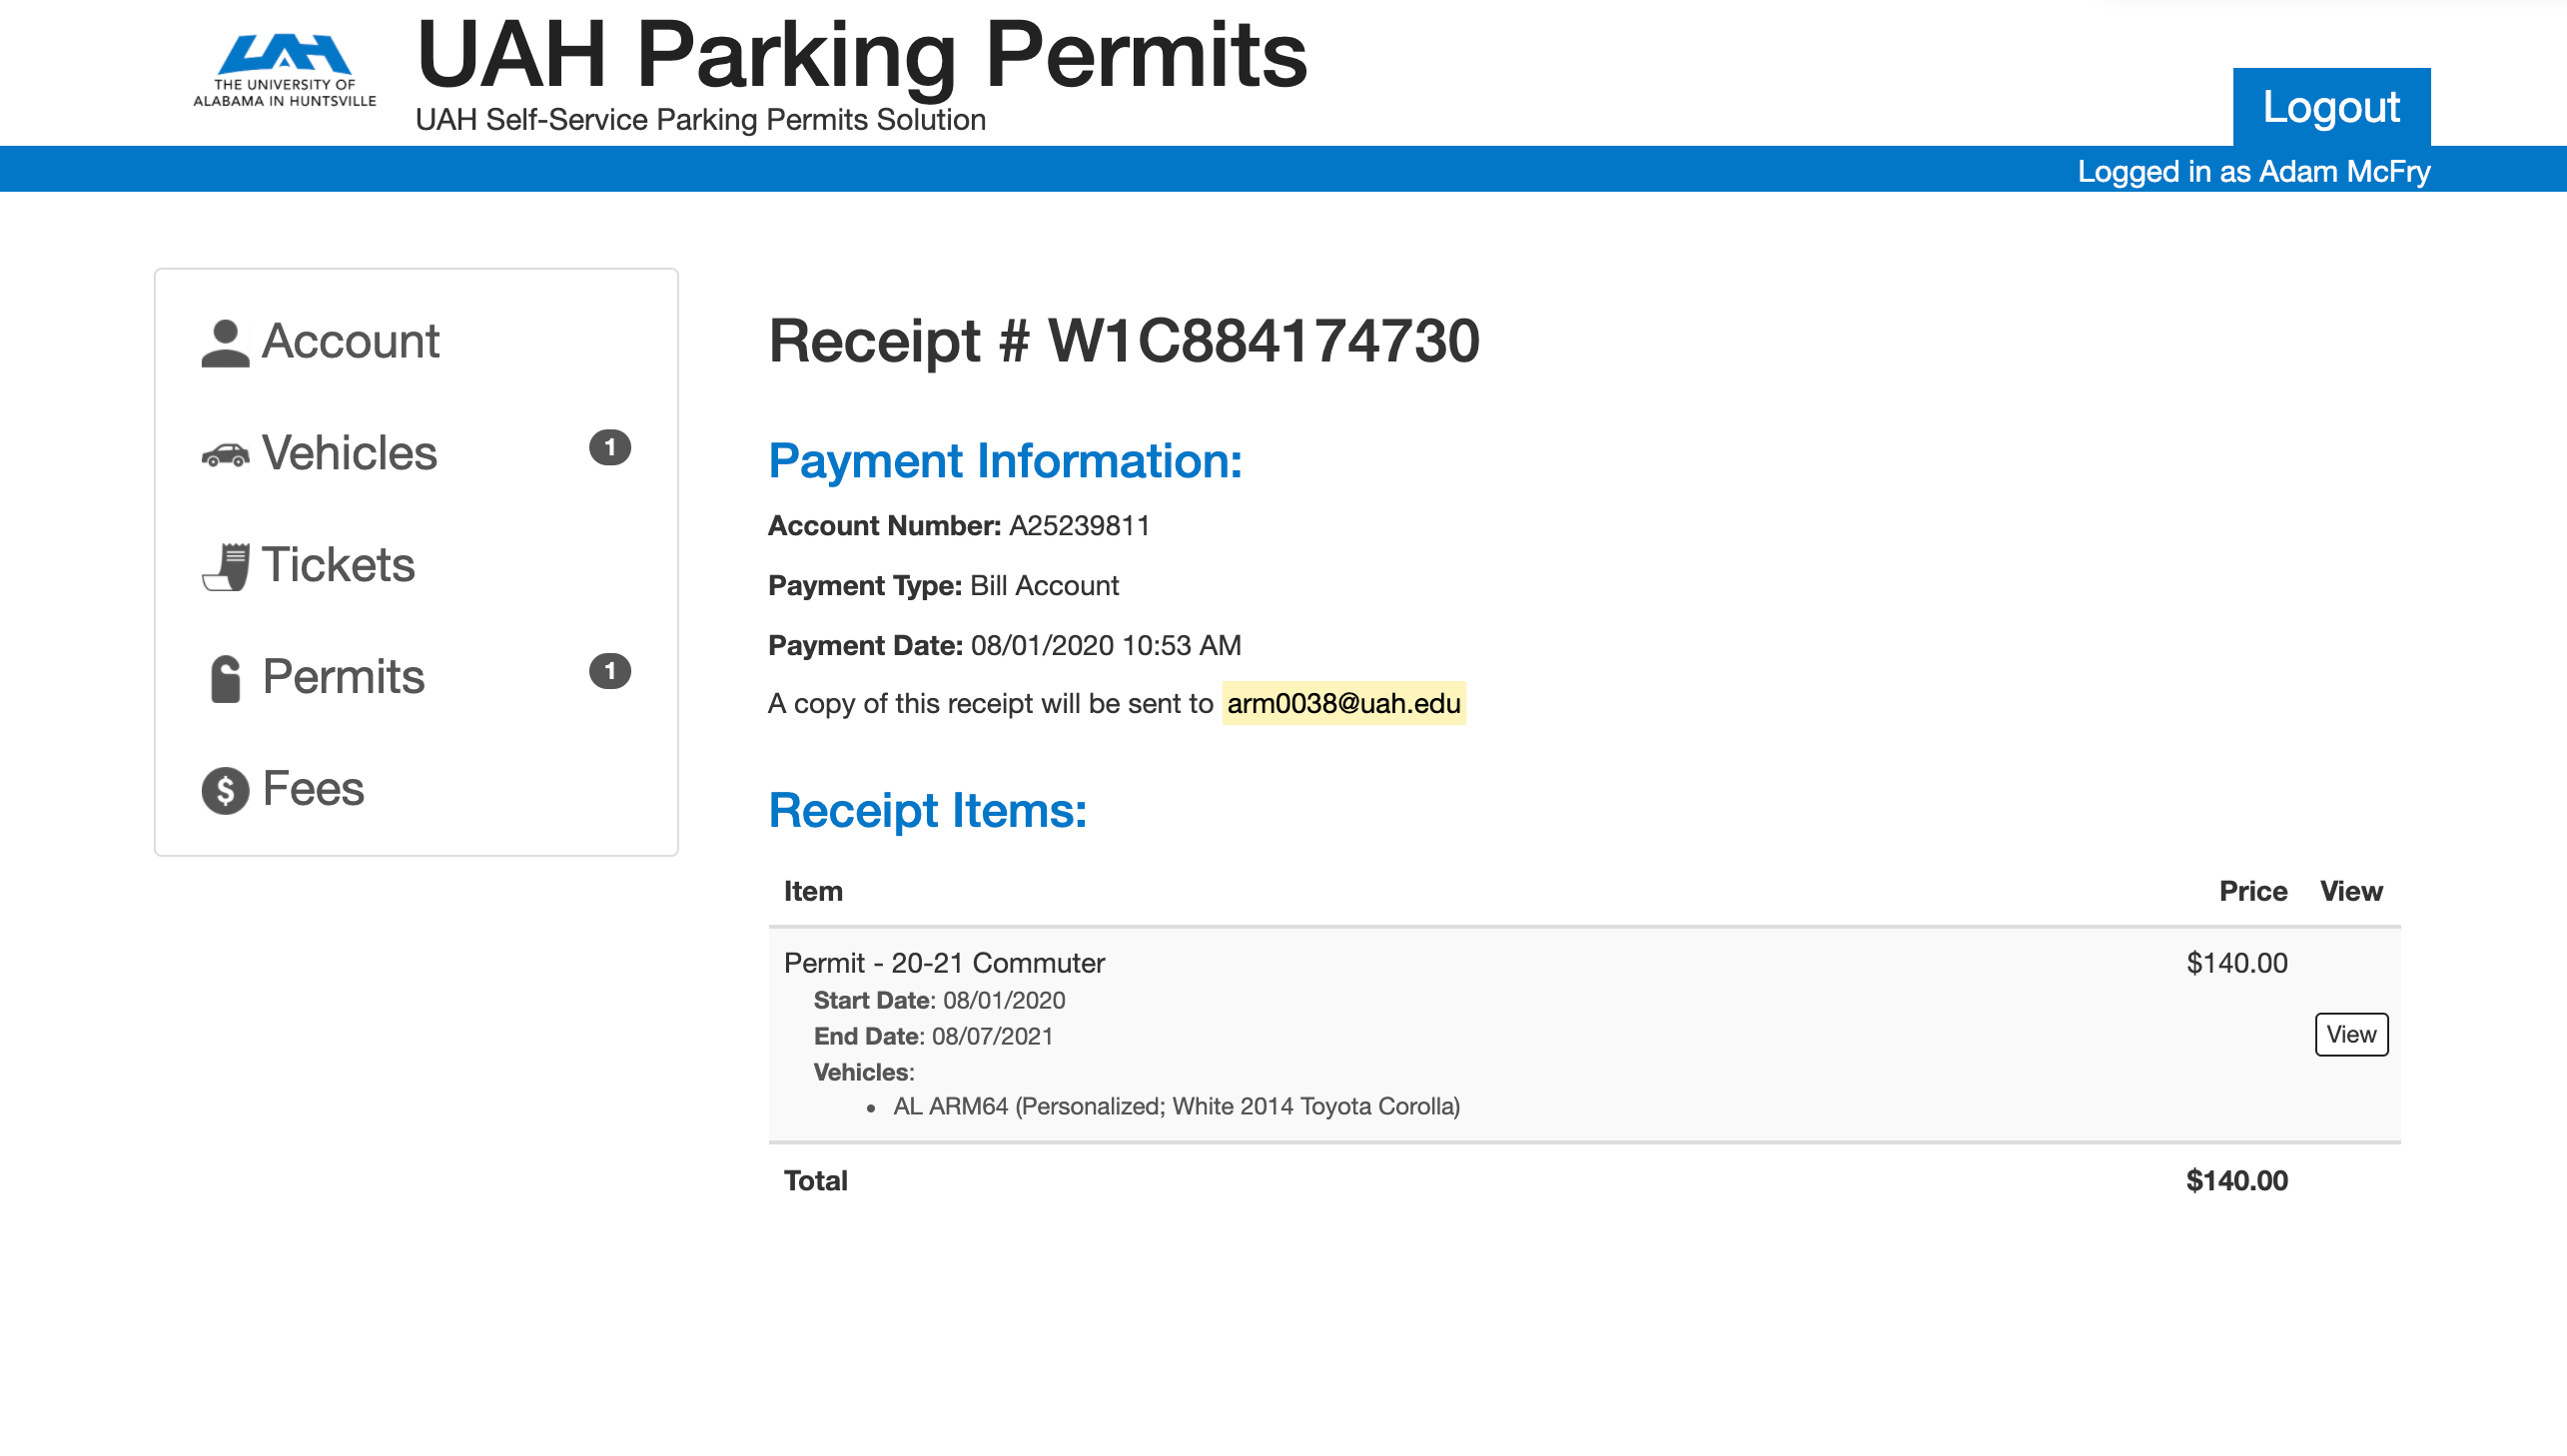 UAH
THE UNIVERSITY OF
ALABAMA IN HUNTSVILLE
UAH Parking Permits
UAH Self-Service Parking Permits Solution
Logout
Logged in as Adam McFry
Account
Vehicles 1
Tickets
Permits 1
$ Fees
Receipt # W1C884174730
Payment Information:
Account Number: A25239811
Payment Type: Bill Account
Payment Date: 08/01/2020 10:53 AM
A copy of this receipt will be sent to arm0038@uah.edu
Receipt Items:
Item Price View
Permit - 20-21 Commuter $140.00
Start Date: 08/01/2020
End Date: 08/07/2021
View
Vehicles:
• AL ARM64 (Personalized; White 2014 Toyota Corolla)
Total $140.00